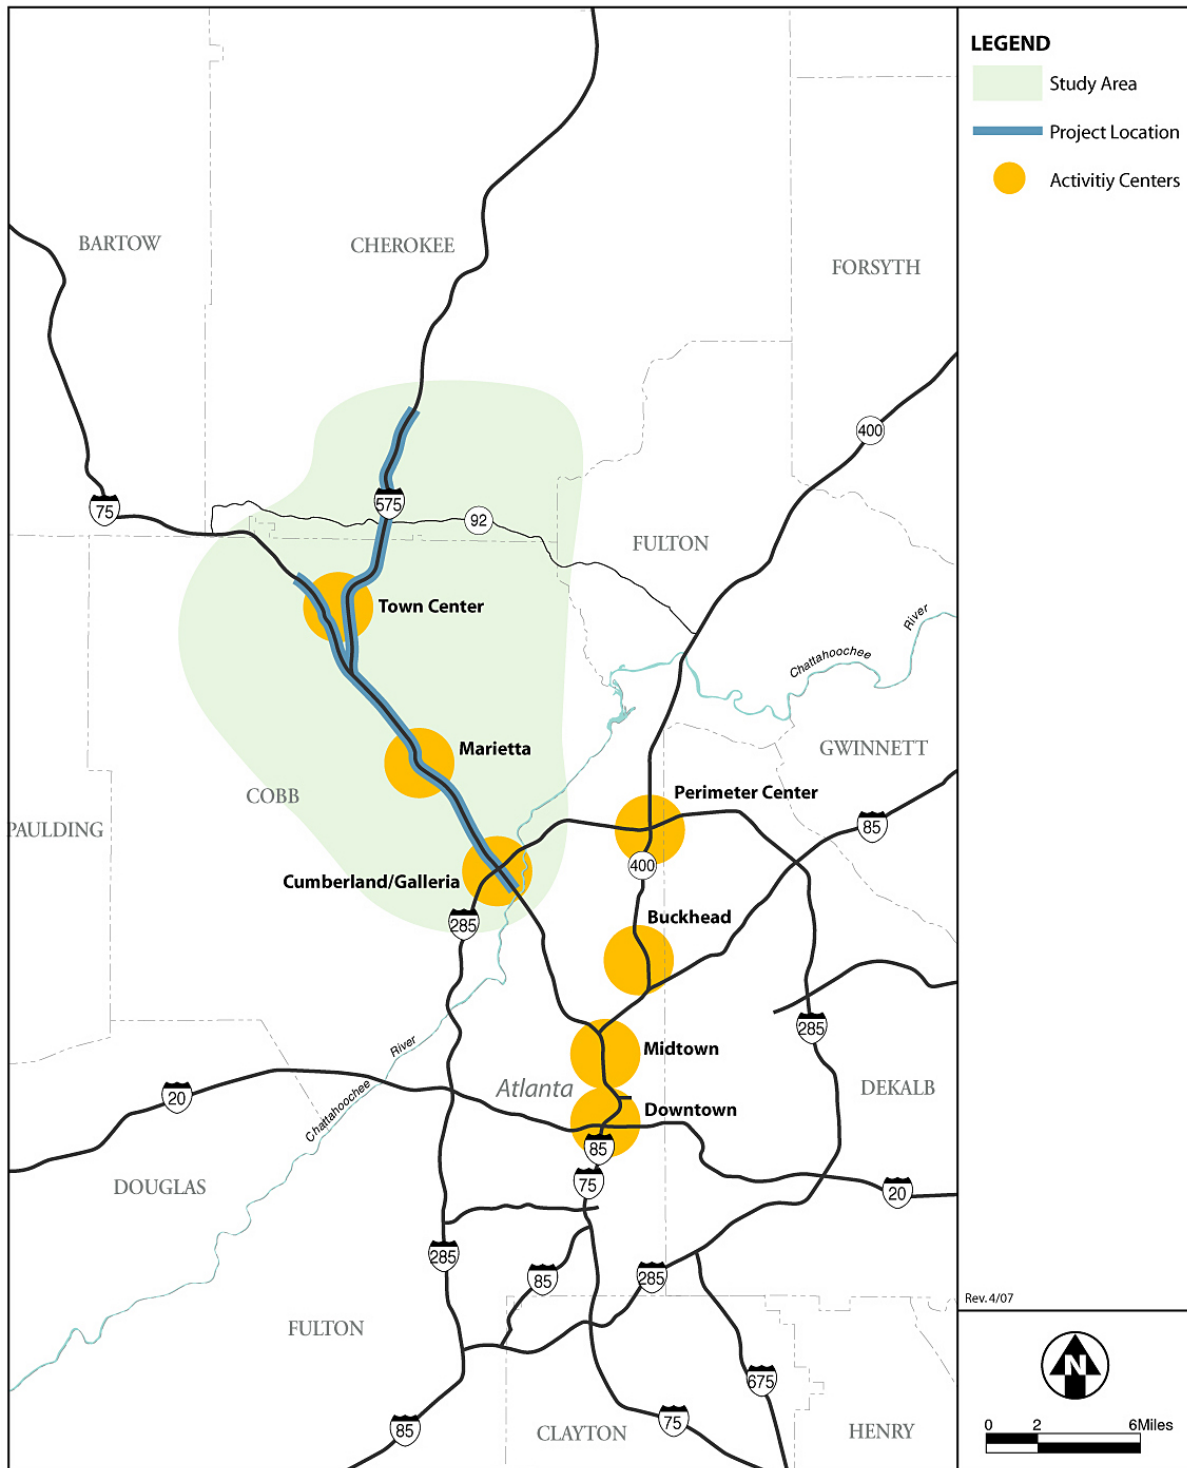 LEGEND
Study Area
Project Location
Activitiy Centers
BARTOW
CHEROKEE
FORSYTH
400
75
575
92
FULTON
Town Center
River
Chattahoochee
Marietta
GWINNETT
COBB
Perimeter Center
PAULDING
85
400
Cumberland/Galleria
285
Buckhead
285
Midtown
River
Atlanta
DEKALB
20
Chattahoochee
Downtown
85
75
DOUGLAS
20
285
85
285
Rev. 4/07
FULTON
N
675
75
85
CLAYTON
HENRY
0 2 6Miles